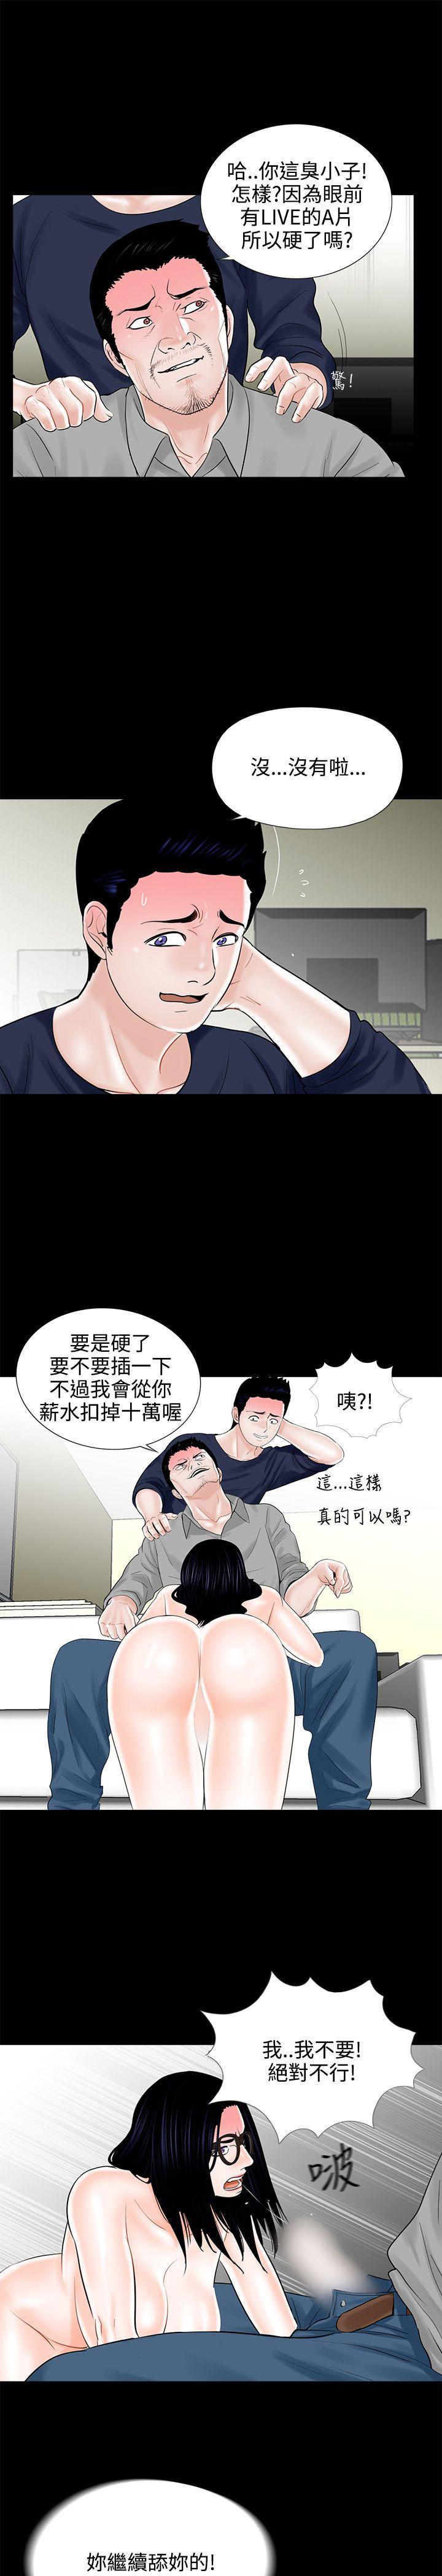 哈..你這臭小子!
怎樣?因為眼前
有LIVE的A片
所以硬了嗎?
驚!
沒...沒有啦...
要是硬了
要不要插一下
不過我會從你
薪水扣掉十萬喔
咦?!
這...這樣
真的可以嗎?
我..我不要!
絕對不行!
啵
妳繼續舔妳的!